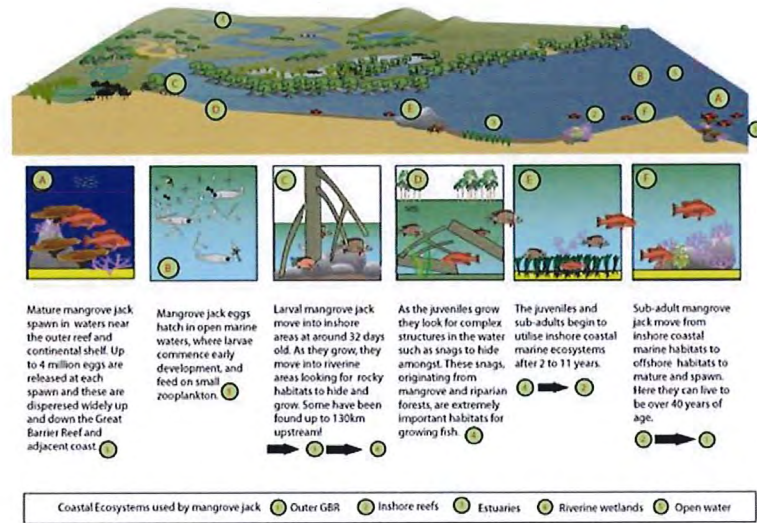 C
D
E
B
A
F
A
B
C
D
E
F
Mature mangrove jack
spawn in waters near
the outer reef and
continental shelf. Up
to 4 million eggs are
released at each
spawn and these are
disperesed widely up
and down the Great
Barrier Reef and
adjacent coast.
Mangrove jack eggs
hatch in open marine
waters, where larvae
commence early
development, and
feed on small
zooplankton.
Larval mangrove jack
move into inshore
areas at around 32 days
old. As they grow, they
move into riverine
areas looking for rocky
habitats to hide and
grow. Some have been
found up to 130km
upstream!
As the juveniles grow
they look for complex
structures in the water
such as snags to hide
amongst. These snags,
originating from
mangrove and riparian
forests, are extremely
important habitats for
growing fish.
The juveniles and
sub-adults begin to
utilise inshore coastal
marine ecosystems
after 2 to 11 years.
Sub-adult mangrove
jack move from
inshore coastal
marine habitats to
offshore habitats to
mature and spawn.
Here they can live to
be over 40 years of
age.
Coastal Ecosystems used by mangrove jack 1 Outer GBR 2 Inshore reefs 3 Estuaries 4 Riverine wetlands 5 Open water